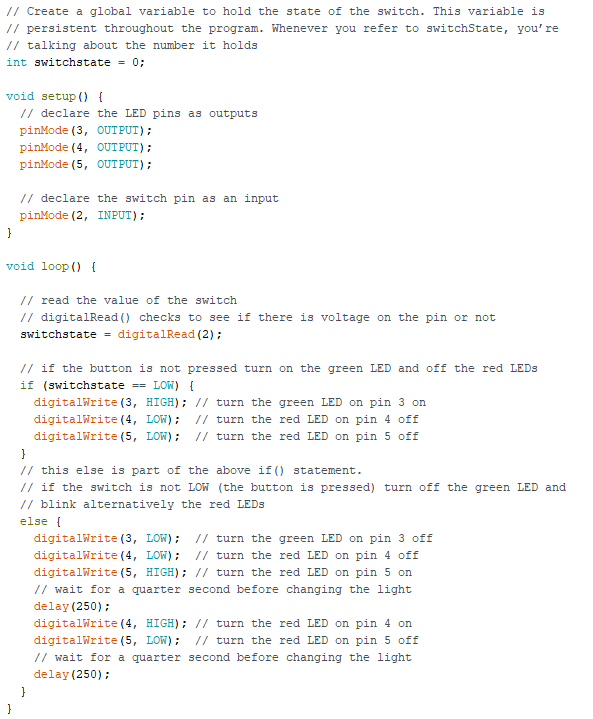 // Create a global variable to hold the state of the switch. This variable is
// persistent throughout the program. Whenever you refer to switchState, you’re
// talking about the number it holds
int switchstate = 0;

void setup() {
  // declare the LED pins as outputs
  pinMode(3, OUTPUT);
  pinMode(4, OUTPUT);
  pinMode(5, OUTPUT);

  // declare the switch pin as an input
  pinMode(2, INPUT);
}

void loop() {

  // read the value of the switch
  // digitalRead() checks to see if there is voltage on the pin or not
  switchstate = digitalRead(2);

  // if the button is not pressed turn on the green LED and off the red LEDs
  if (switchstate == LOW) {
    digitalWrite(3, HIGH); // turn the green LED on pin 3 on
    digitalWrite(4, LOW);  // turn the red LED on pin 4 off
    digitalWrite(5, LOW);  // turn the red LED on pin 5 off
  }
  // this else is part of the above if() statement.
  // if the switch is not LOW (the button is pressed) turn off the green LED and
  // blink alternatively the red LEDs
  else {
    digitalWrite(3, LOW);  // turn the green LED on pin 3 off
    digitalWrite(4, LOW);  // turn the red LED on pin 4 off
    digitalWrite(5, HIGH); // turn the red LED on pin 5 on
    // wait for a quarter second before changing the light
    delay(250);
    digitalWrite(4, HIGH); // turn the red LED on pin 4 on
    digitalWrite(5, LOW);  // turn the red LED on pin 5 off
    // wait for a quarter second before changing the light
    delay(250);
  }
}